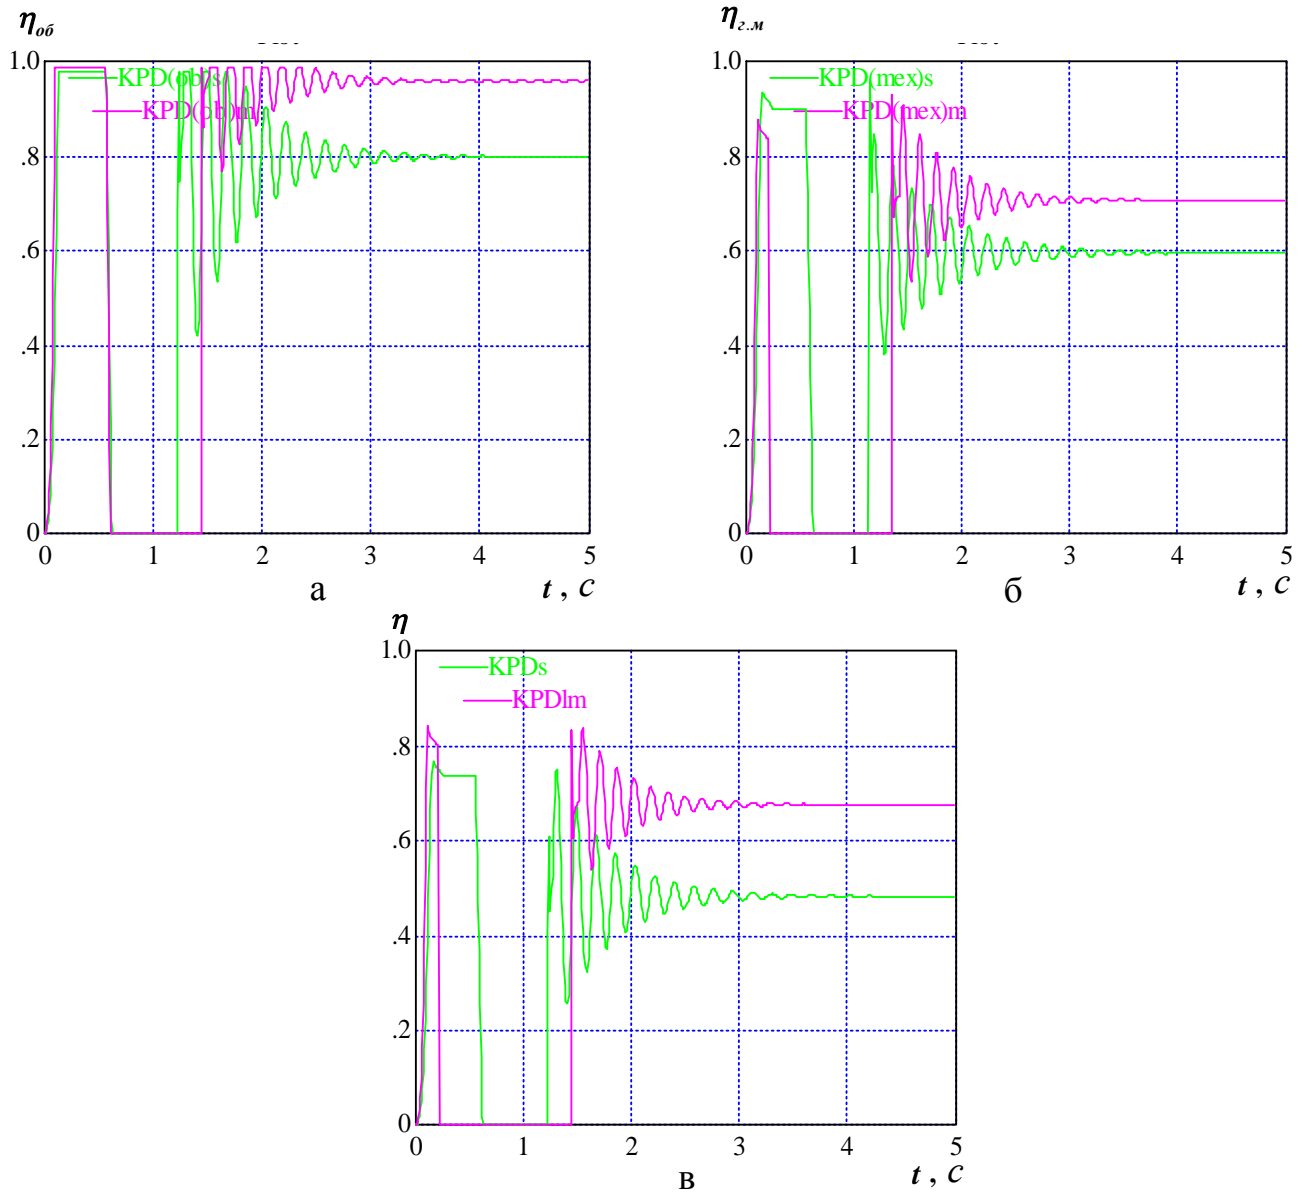 η об
η г.м
1.0
KPD(ob)s
KPD(ob)m
.8
.6
.4
.2
0
0 1 2 3 4 5
t , c
а
1.0
KPD(mex)s
KPD(mex)m
.8
.6
.4
.2
0
0 1 2 3 4 5
t , c
б
η
1.0
KPDs
KPDlm
.8
.6
.4
.2
0
0 1 2 3 4 5
t , c
в